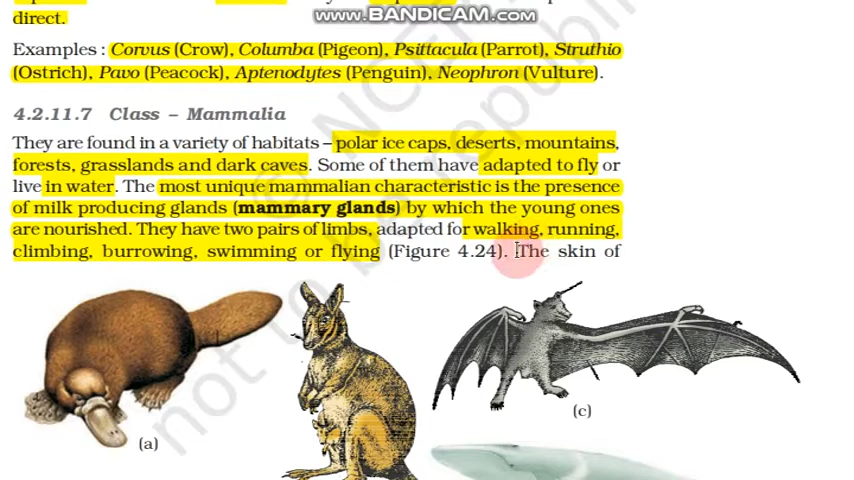 www.BANDICAM.com
direct.
Examples : Corvus (Crow), Columba (Pigeon), Psittacula (Parrot), Struthio
(Ostrich), Pavo (Peacock), Aptenodytes (Penguin), Neophron (Vulture).
4.2.11.7 Class – Mammalia
They are found in a variety of habitats – polar ice caps, deserts, mountains,
forests, grasslands and dark caves. Some of them have adapted to fly or
live in water. The most unique mammalian characteristic is the presence
of milk producing glands (mammary glands) by which the young ones
are nourished. They have two pairs of limbs, adapted for walking, running,
climbing, burrowing, swimming or flying (Figure 4.24). The skin of
(c)
(a)
not to be republished